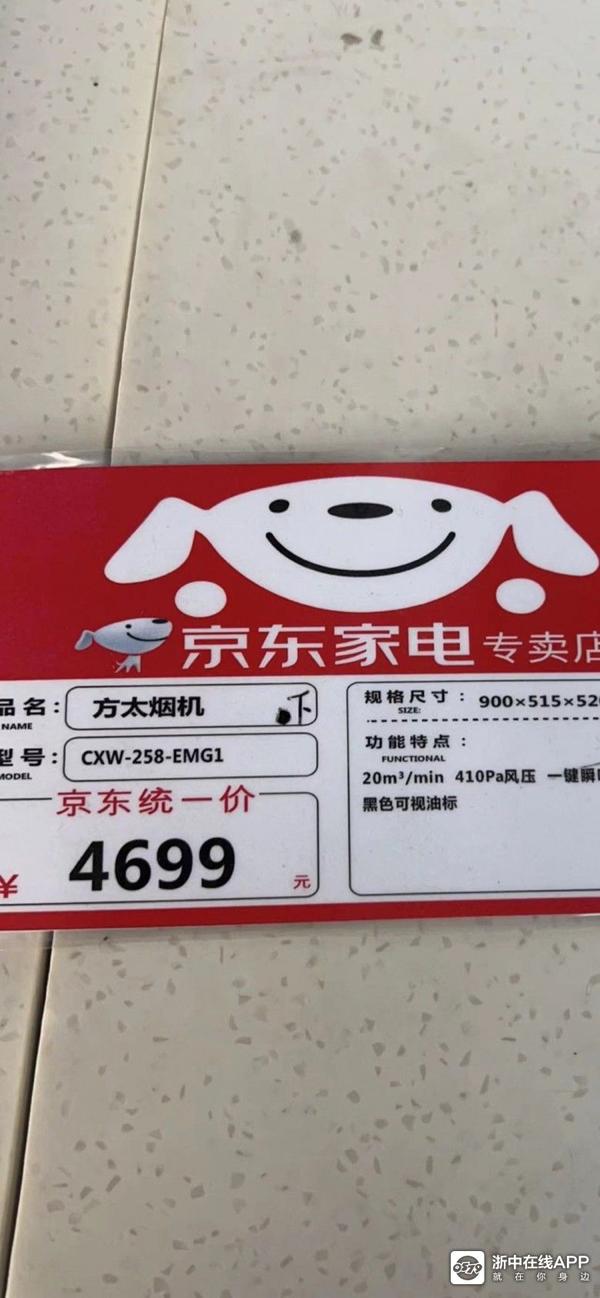 京东家电专卖店
品名：方太烟机 下
NAME
型号：CXW-258-EMG1
MODEL
京东统一价
¥ 4699 元
规格尺寸：900×515×52
SIZE:
功能特点：
FUNCTIONAL
20m³/min 410Pa风压 一键瞬
黑色可视油标
浙中在线APP
就在你身边